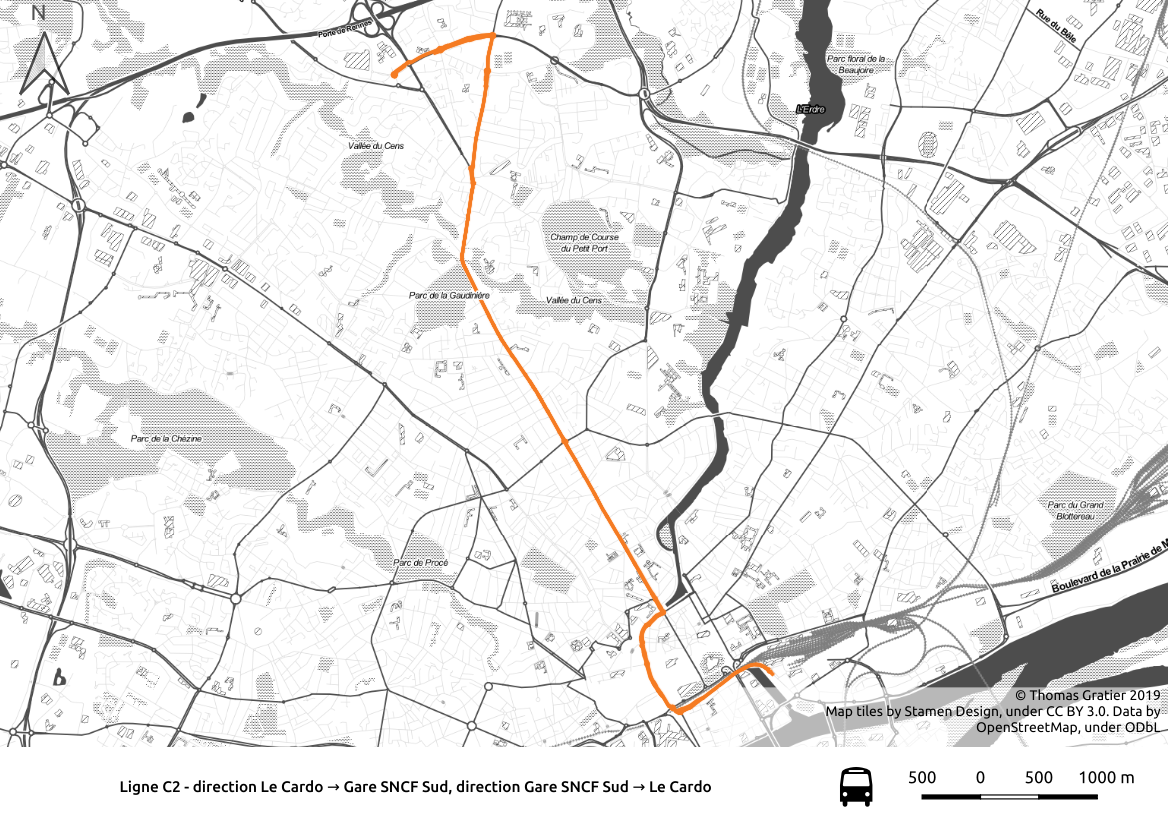 N
Porte de Rennes
Rue du Bêle
Parc floral de la
Beaujoire
L'Erdre
Vallée du Cens
Champ de Course
du Petit Port
Parc de la Gaudinière
Vallée du Cens
Parc de la Chézine
Parc du Grand
Blottereau
Parc de Procé
Boulevard de la Prairie de M
© Thomas Gratier 2019
Map tiles by Stamen Design, under CC BY 3.0. Data by
OpenStreetMap, under ODbL
Ligne C2 - direction Le Cardo → Gare SNCF Sud, direction Gare SNCF Sud → Le Cardo
500 0 500 1000 m